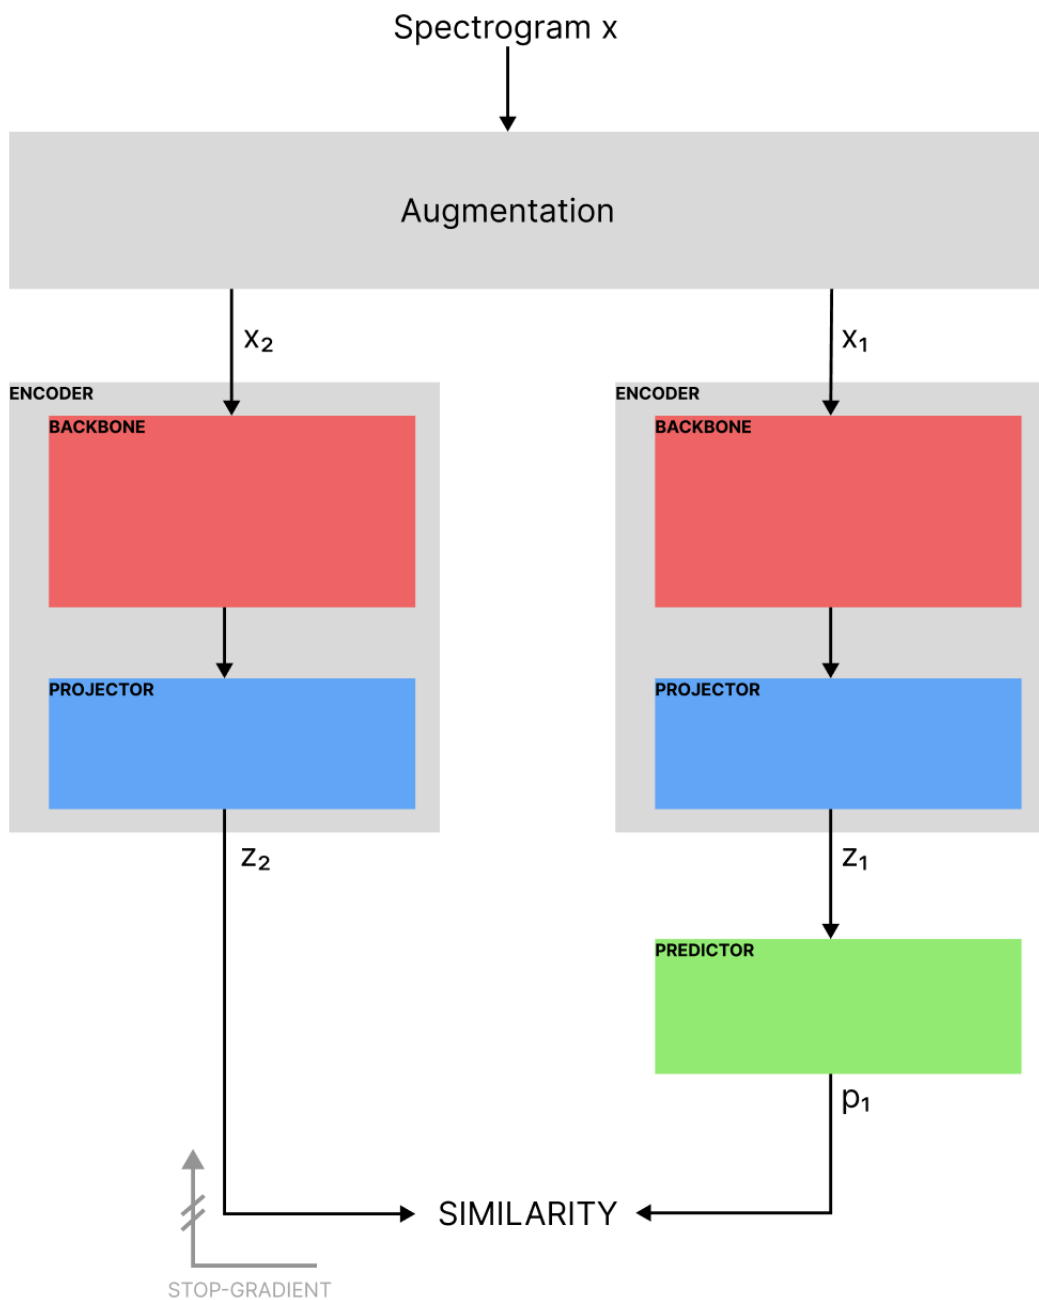 Spectrogram x
Augmentation
x₂
x₁
ENCODER
ENCODER
BACKBONE
BACKBONE
PROJECTOR
PROJECTOR
z₂
z₁
PREDICTOR
p₁
SIMILARITY
STOP-GRADIENT